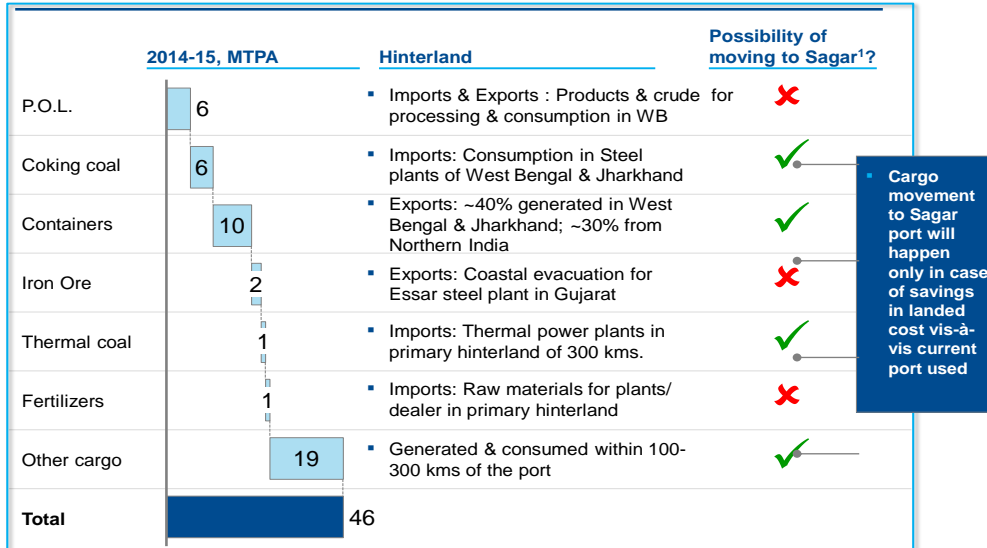 Possibility of
moving to Sagar¹?
2014-15, MTPA
Hinterland
P.O.L.
6
▪ Imports & Exports : Products & crude for
processing & consumption in WB
Coking coal
6
▪ Imports: Consumption in Steel
plants of West Bengal & Jharkhand
Containers
10
▪ Exports: ~40% generated in West
Bengal & Jharkhand; ~30% from
Northern India
Iron Ore
2
▪ Exports: Coastal evacuation for
Essar steel plant in Gujarat
Thermal coal
1
▪ Imports: Thermal power plants in
primary hinterland of 300 kms.
Fertilizers
1
▪ Imports: Raw materials for plants/
dealer in primary hinterland
Other cargo
19
▪ Generated & consumed within 100-
300 kms of the port
Total
46
▪ Cargo
movement
to Sagar
port will
happen
only in case
of savings
in landed
cost vis-à-
vis current
port used